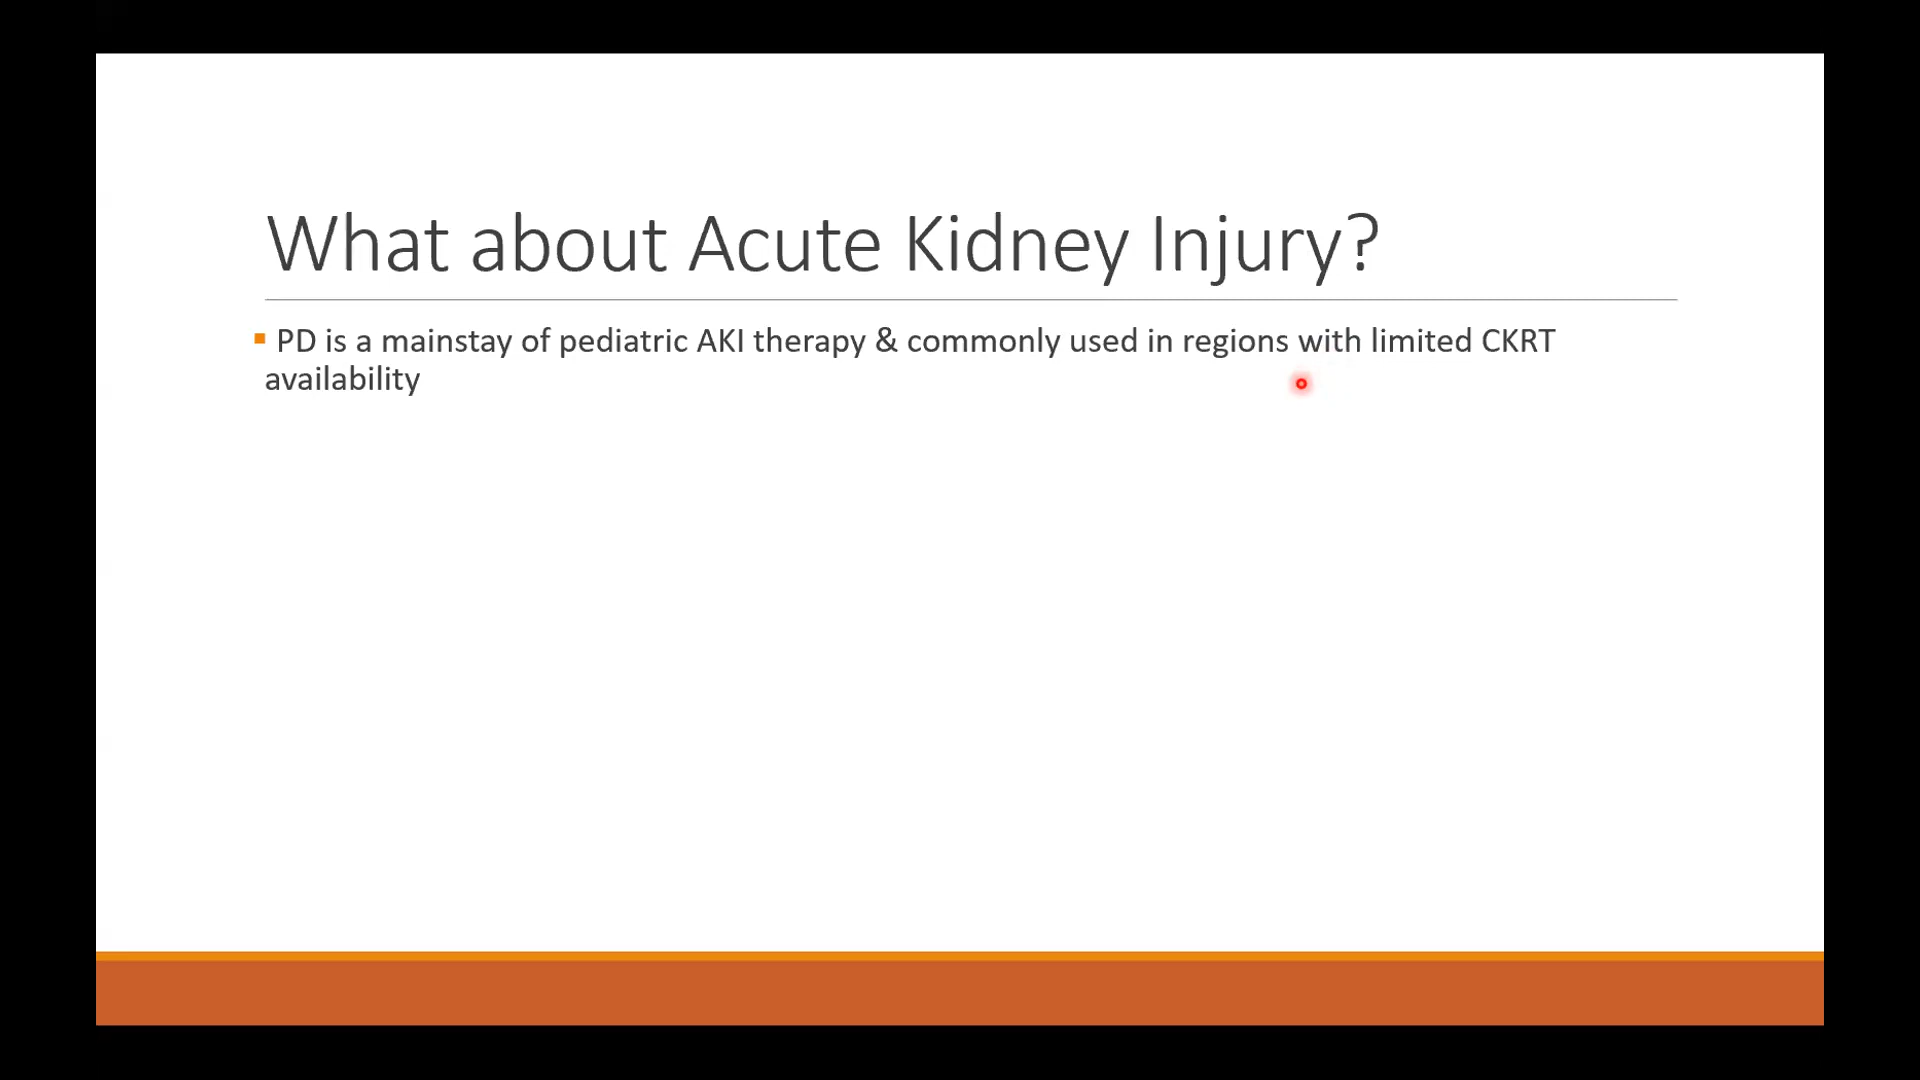 What about Acute Kidney Injury?
PD is a mainstay of pediatric AKI therapy & commonly used in regions with limited CKRT
availability